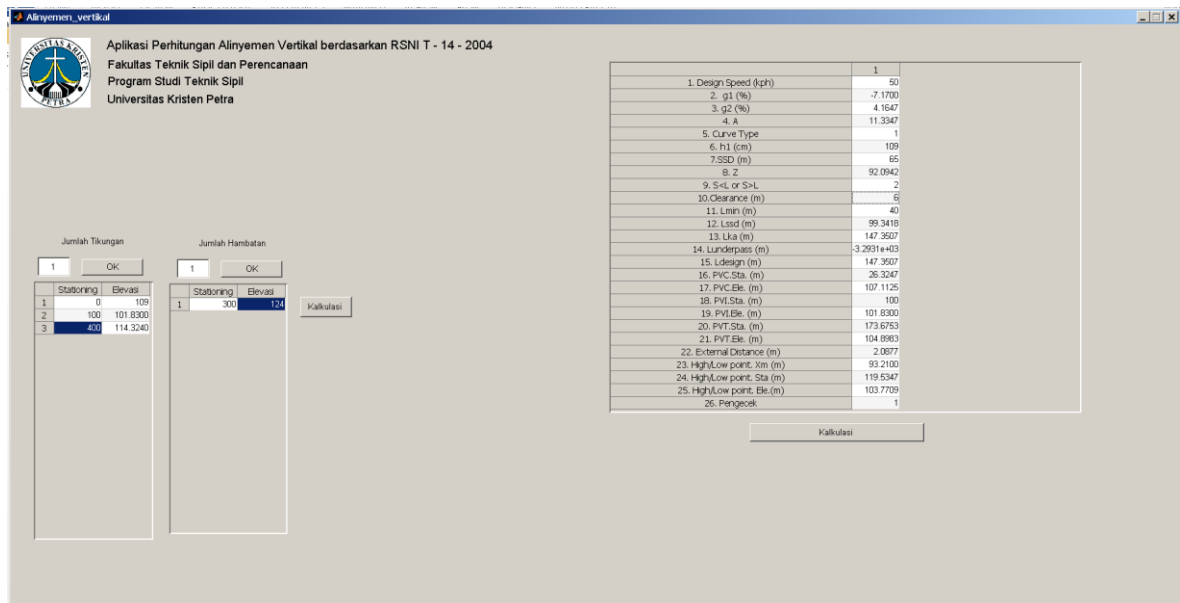 Alinyemen_vertikal
UNIVERSITAS KRISTEN
PETRA
Aplikasi Perhitungan Alinyemen Vertikal berdasarkan RSNI T - 14 - 2004
Fakultas Teknik Sipil dan Perencanaan
Program Studi Teknik Sipil
Universitas Kristen Petra
Jumlah Tikungan
1 OK
Stationing Elevasi
1 0 109
2 100 101.8300
3 400 114.3240
Jumlah Hambatan
1 OK
Stationing Elevasi
1 300 124
Kalkulasi
1
1. Design Speed (kph) 50
2. g1 (%) -7.1700
3. g2 (%) 4.1647
4. A 11.3347
5. Curve Type 1
6. h1 (cm) 109
7.SSD (m) 65
8. Z 92.0942
9. S<L or S>L 2
10.Clearance (m) 6
11. Lmin (m) 40
12. Lssd (m) 99.3418
13. Lka (m) 147.3507
14. Lunderpass (m) -3.2931e+03
15. Ldesign (m) 147.3507
16. PVC.Sta. (m) 26.3247
17. PVC.Ele. (m) 107.1125
18. PVI.Sta. (m) 100
19. PVI.Ele. (m) 101.8300
20. PVT.Sta. (m) 173.6753
21. PVT.Ele. (m) 104.8983
22. External Distance (m) 2.0877
23. High/Low point. Xm (m) 93.2100
24. High/Low point. Sta (m) 119.5347
25. High/Low point. Ele.(m) 103.7709
26. Pengecek 1
Kalkulasi